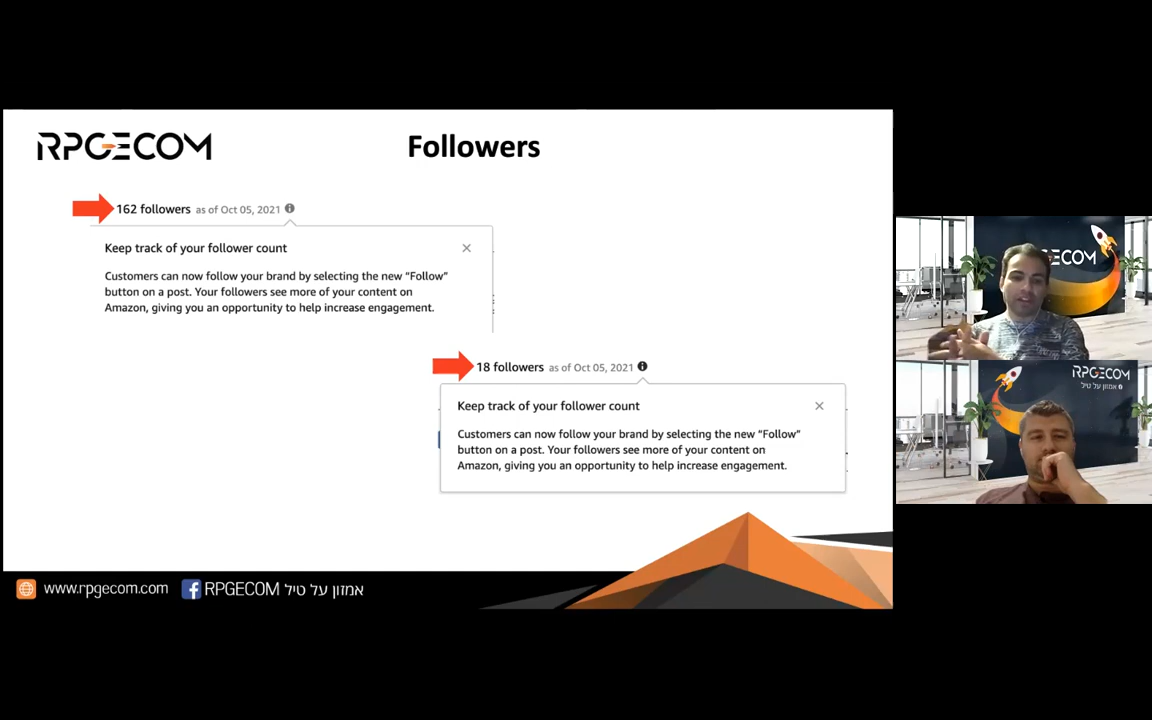 RPGECOM
Followers
162 followers as of Oct 05, 2021
Keep track of your follower count
Customers can now follow your brand by selecting the new “Follow”
button on a post. Your followers see more of your content on
Amazon, giving you an opportunity to help increase engagement.
18 followers as of Oct 05, 2021
Keep track of your follower count
Customers can now follow your brand by selecting the new “Follow”
button on a post. Your followers see more of your content on
Amazon, giving you an opportunity to help increase engagement.
www.rpgecom.com
RPGECOM אמזון על טיל
ECOM
RPGECOM
אמזון על טיל